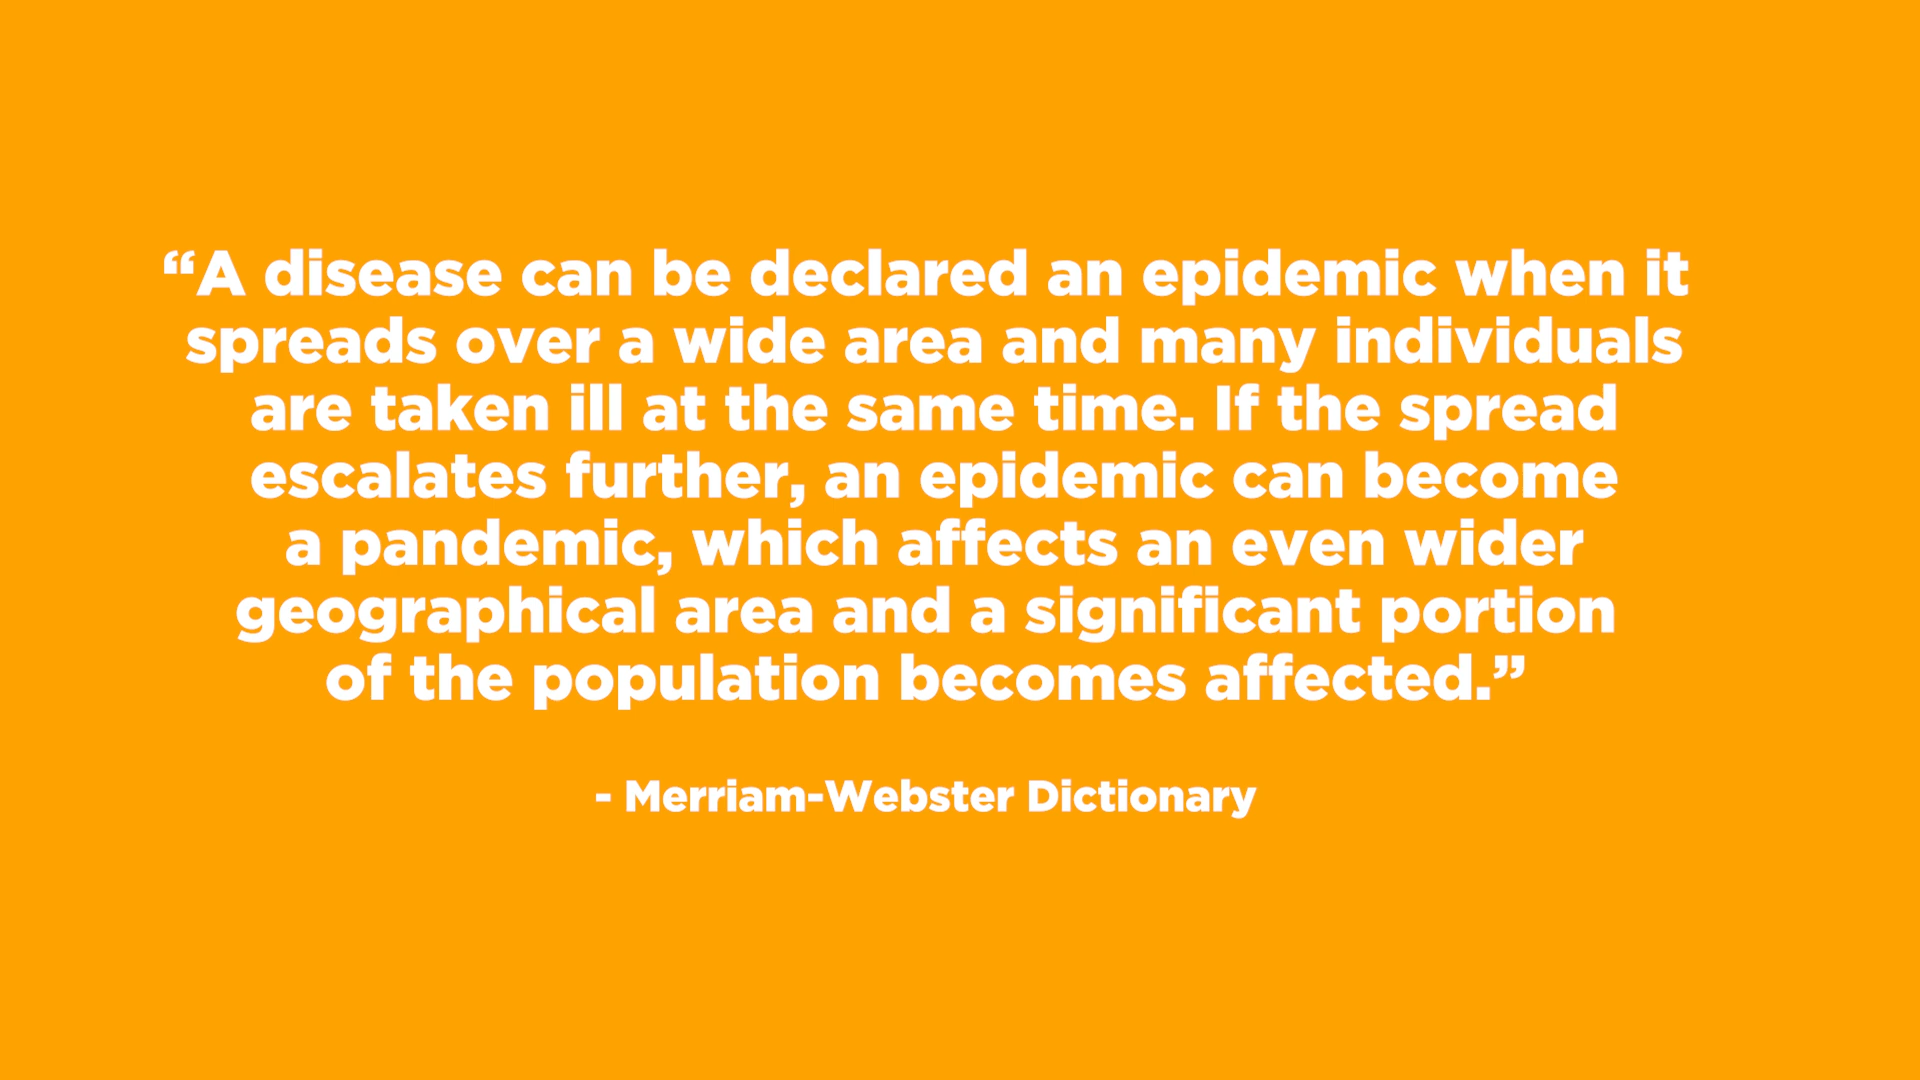 “A disease can be declared an epidemic when it
spreads over a wide area and many individuals
are taken ill at the same time. If the spread
escalates further, an epidemic can become
a pandemic, which affects an even wider
geographical area and a significant portion
of the population becomes affected.”
- Merriam-Webster Dictionary